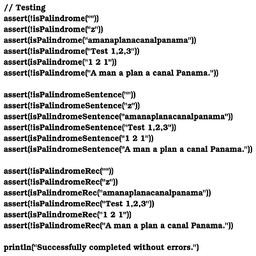 // Testing
assert(!isPalindrome(""))
assert(isPalindrome("z"))
assert(isPalindrome("amanaplanacanalpanama"))
assert(!isPalindrome("Test 1,2,3"))
assert(isPalindrome("1 2 1"))
assert(!isPalindrome("A man a plan a canal Panama."))

assert(!isPalindromeSentence(""))
assert(isPalindromeSentence("z"))
assert(isPalindromeSentence("amanaplanacanalpanama"))
assert(!isPalindromeSentence("Test 1,2,3"))
assert(isPalindromeSentence("1 2 1"))
assert(isPalindromeSentence("A man a plan a canal Panama."))

assert(!isPalindromeRec(""))
assert(isPalindromeRec("z"))
assert(isPalindromeRec("amanaplanacanalpanama"))
assert(!isPalindromeRec("Test 1,2,3"))
assert(isPalindromeRec("1 2 1"))
assert(!isPalindromeRec("A man a plan a canal Panama."))

println("Successfully completed without errors.")